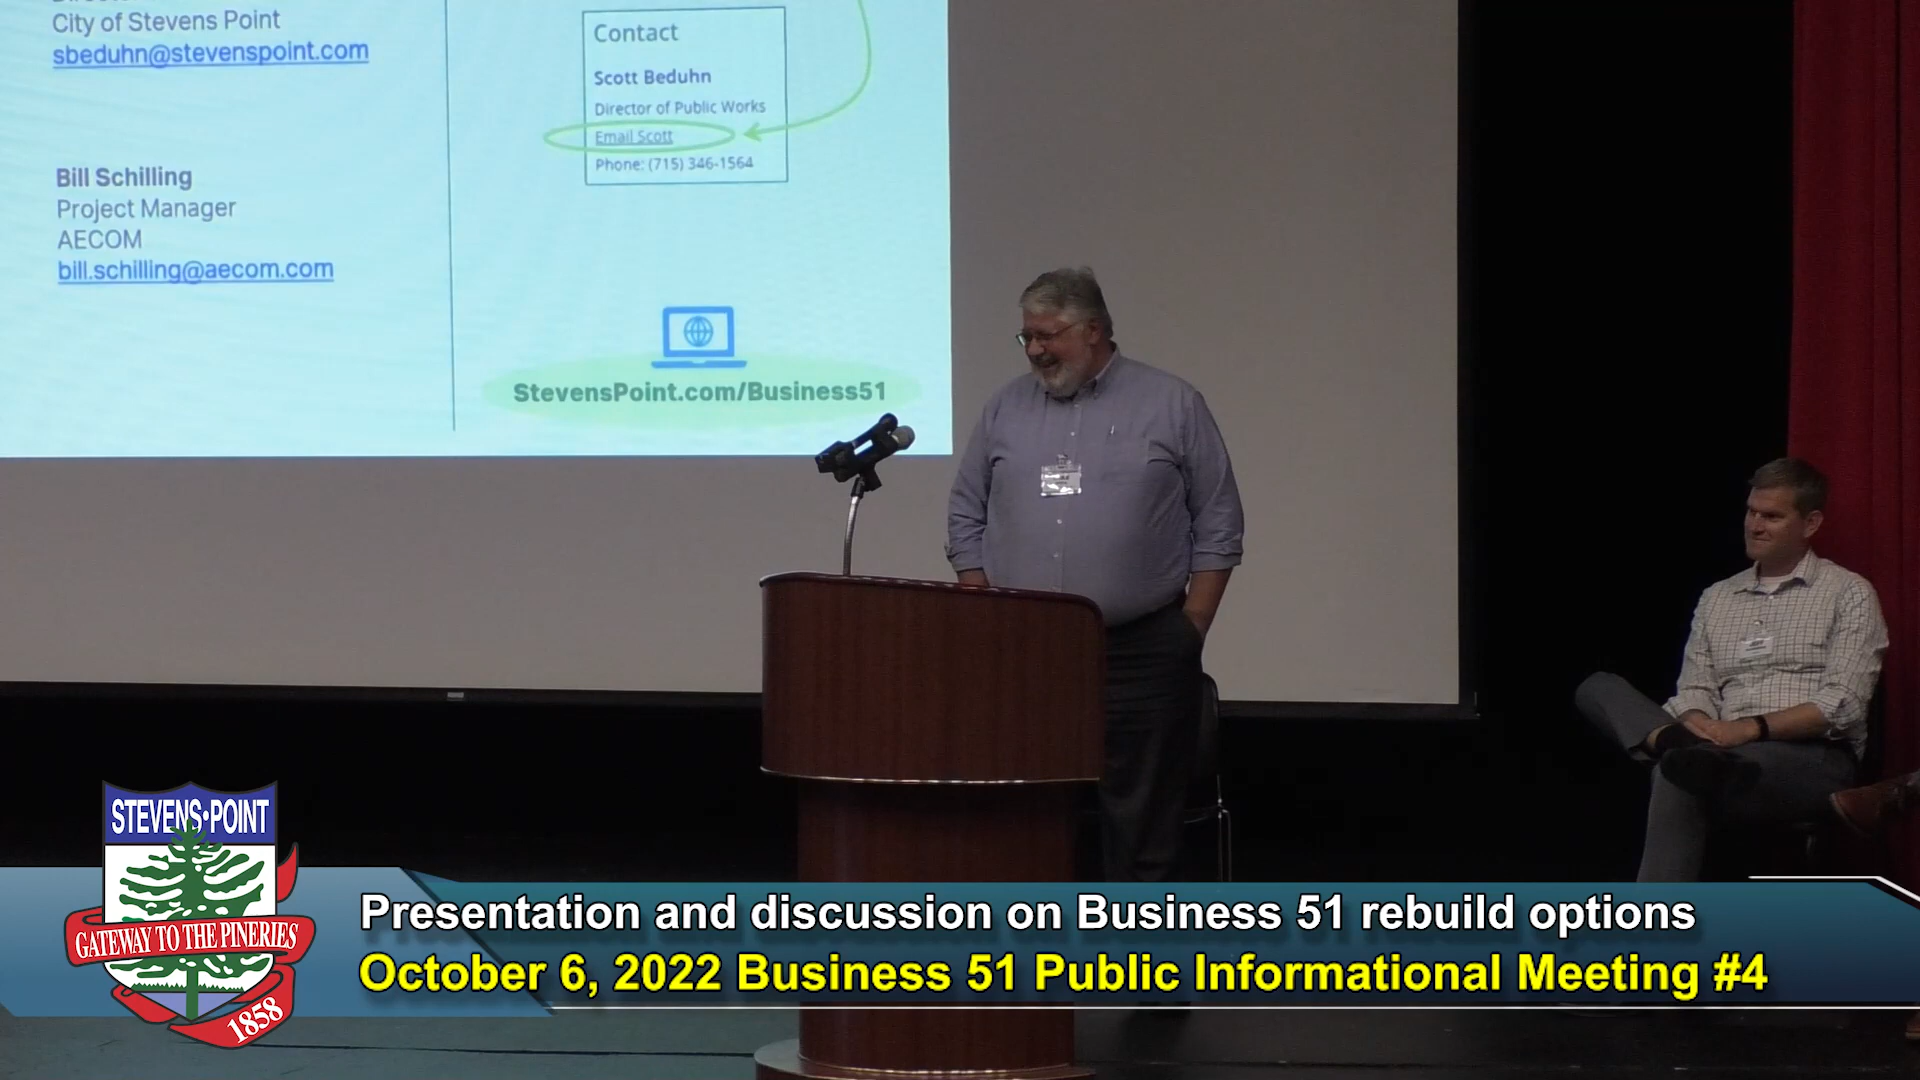 City of Stevens Point
sbeduhn@stevenspoint.com
Bill Schilling
Project Manager
AECOM
bill.schilling@aecom.com
Contact
Scott Beduhn
Director of Public Works
Email Scott
Phone: (715) 346-1564
StevensPoint.com/Business51
STEVENS•POINT
GATEWAY TO THE PINERIES
1858
Presentation and discussion on Business 51 rebuild options
October 6, 2022 Business 51 Public Informational Meeting #4